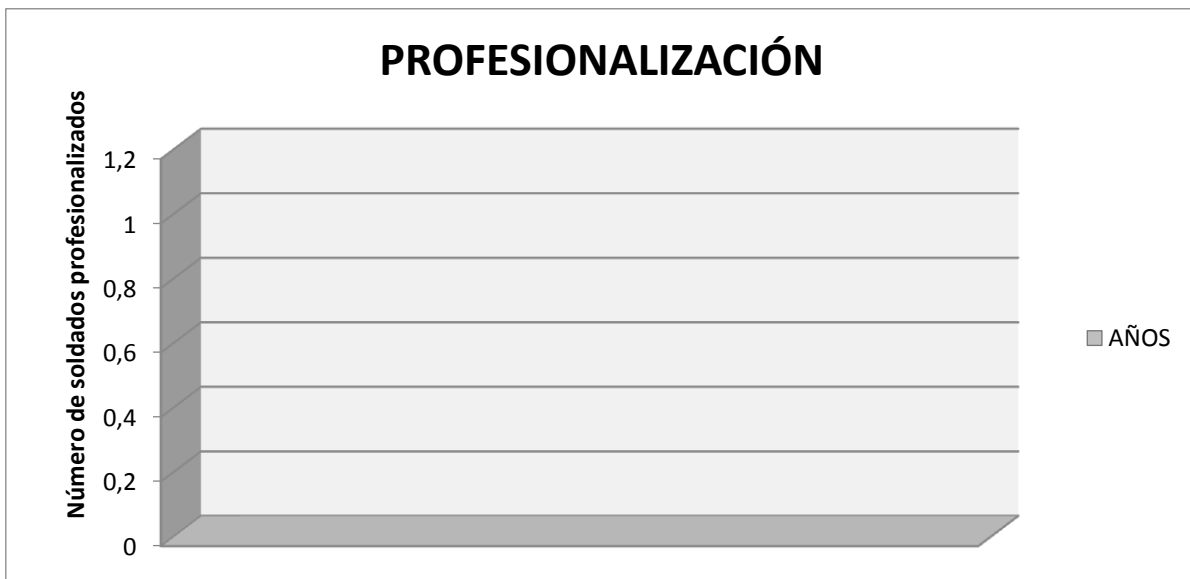 PROFESIONALIZACIÓN
Número de soldados profesionalizados
1,2
1
0,8
0,6
0,4
0,2
0
AÑOS